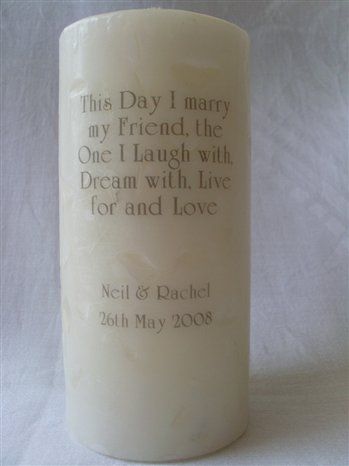 This Day I marry
my Friend, the
One I Laugh with,
Dream with, Live
for and Love
Neil & Rachel
26th May 2008